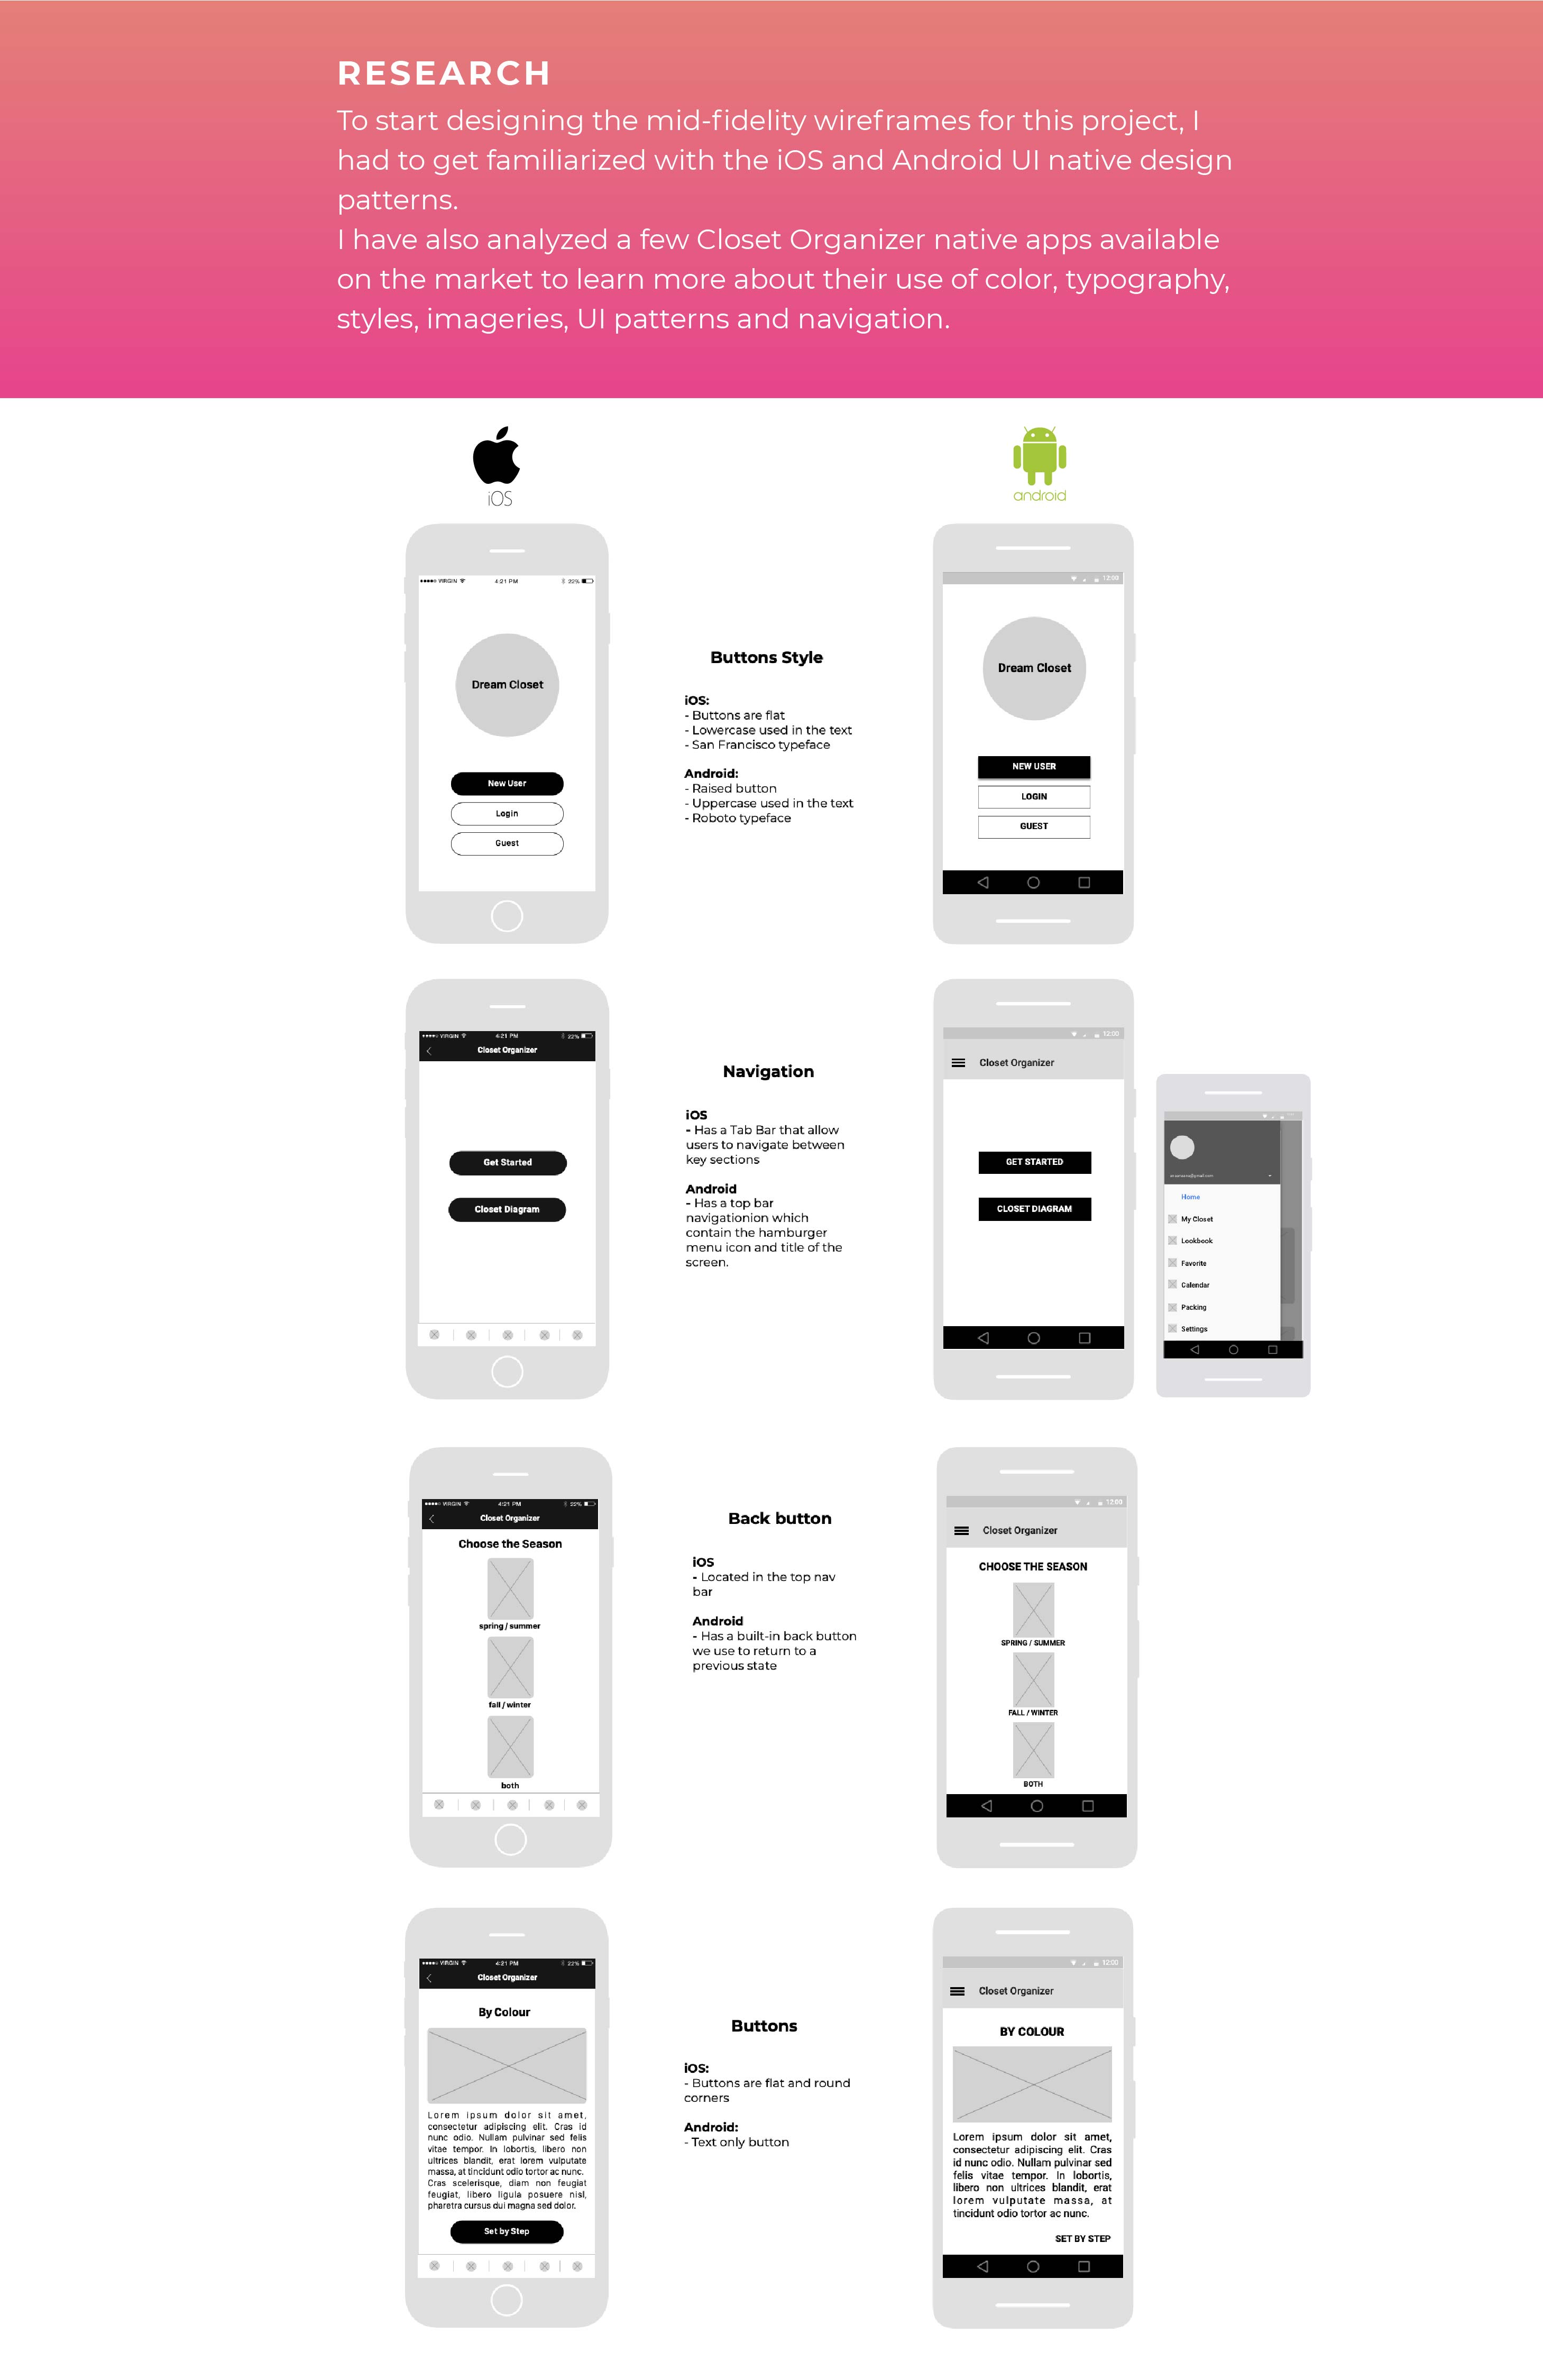 RESEARCH
To start designing the mid-fidelity wireframes for this project, I
had to get familiarized with the iOS and Android UI native design
patterns.
I have also analyzed a few Closet Organizer native apps available
on the market to learn more about their use of color, typography,
styles, imageries, UI patterns and navigation.
iOS
android
VIRGIN
4:21 PM
22%
Dream Closet
New User
Login
Guest
Buttons Style
iOS:
- Buttons are flat
- Lowercase used in the text
- San Francisco typeface
Android:
- Raised button
- Uppercase used in the text
- Roboto typeface
12:00
Dream Closet
NEW USER
LOGIN
GUEST
VIRGIN
4:21 PM
22%
Closet Organizer
Get Started
Closet Diagram
Navigation
iOS
- Has a Tab Bar that allow
users to navigate between
key sections
Android
- Has a top bar
navigationion which
contain the hamburger
menu icon and title of the
screen.
12:00
Closet Organizer
GET STARTED
CLOSET DIAGRAM
Home
My Closet
Lookbook
Favorite
Calendar
Packing
Settings
VIRGIN
4:21 PM
22%
Closet Organizer
Choose the Season
spring / summer
fall / winter
both
Back button
iOS
- Located in the top nav
bar
Android
- Has a built-in back button
we use to return to a
previous state
12:00
Closet Organizer
CHOOSE THE SEASON
SPRING / SUMMER
FALL / WINTER
BOTH
VIRGIN
4:21 PM
22%
Closet Organizer
By Colour
Lorem ipsum dolor sit amet,
consectetur adipiscing elit. Cras id
nunc odio. Nullam pulvinar sed felis
vitae tempor. In lobortis, libero non
ultrices blandit, erat lorem vulputate
massa, at tincidunt odio tortor ac nunc.
Cras scelerisque, diam non feugiat
feugiat, libero ligula posuere nisl,
pharetra cursus dui magna sed dolor.
Set by Step
Buttons
iOS:
- Buttons are flat and round
corners
Android:
- Text only button
12:00
Closet Organizer
BY COLOUR
Lorem ipsum dolor sit amet,
consectetur adipiscing elit. Cras
id nunc odio. Nullam pulvinar sed
felis vitae tempor. In lobortis,
libero non ultrices blandit, erat
lorem vulputate massa, at
tincidunt odio tortor ac nunc.
SET BY STEP